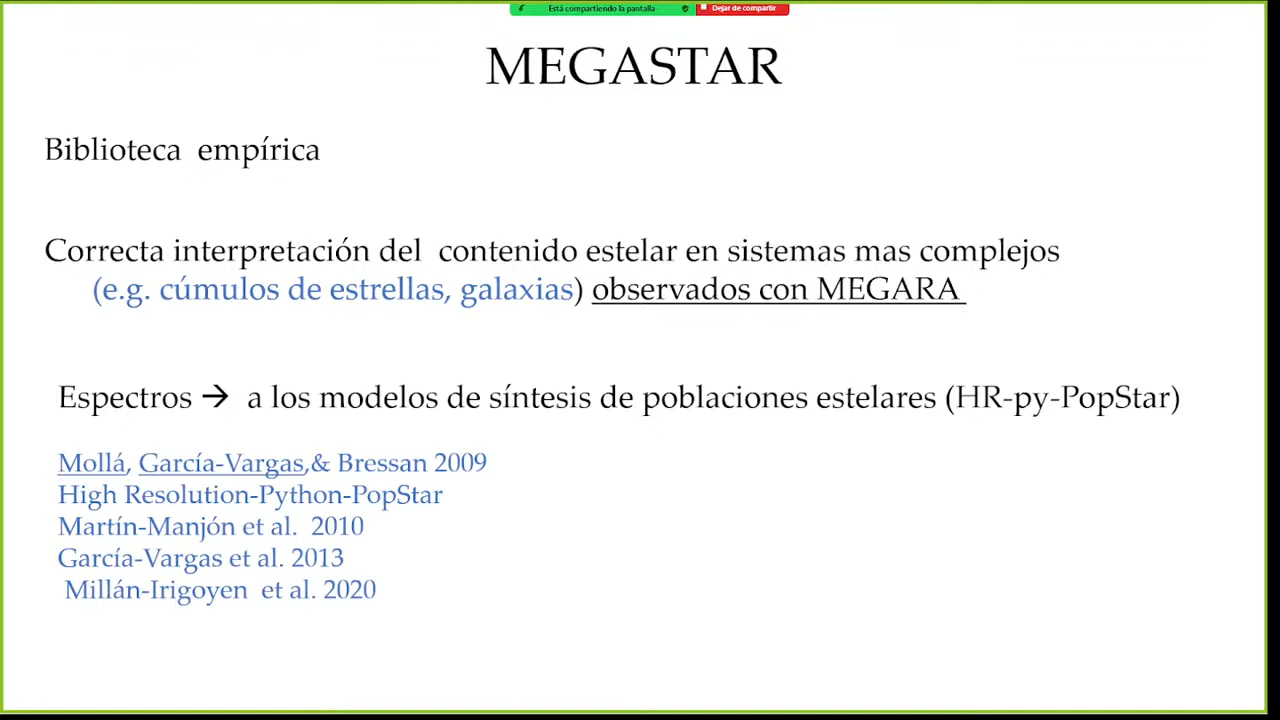 Está compartiendo la pantalla Dejar de compartir
MEGASTAR
Biblioteca empírica
Correcta interpretación del contenido estelar en sistemas mas complejos
(e.g. cúmulos de estrellas, galaxias) observados con MEGARA
Espectros → a los modelos de síntesis de poblaciones estelares (HR-py-PopStar)
Mollá, García-Vargas,& Bressan 2009
High Resolution-Python-PopStar
Martín-Manjón et al. 2010
García-Vargas et al. 2013
Millán-Irigoyen et al. 2020